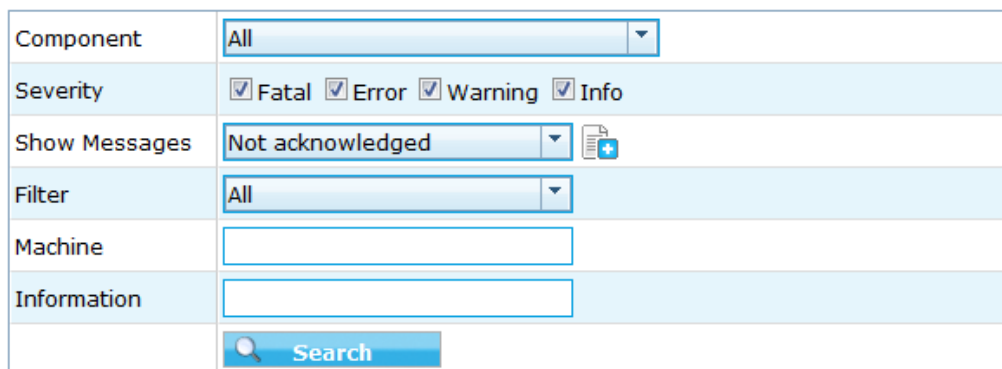 Component All
Severity Fatal Error Warning Info
Show Messages Not acknowledged
Filter All
Machine
Information
Search